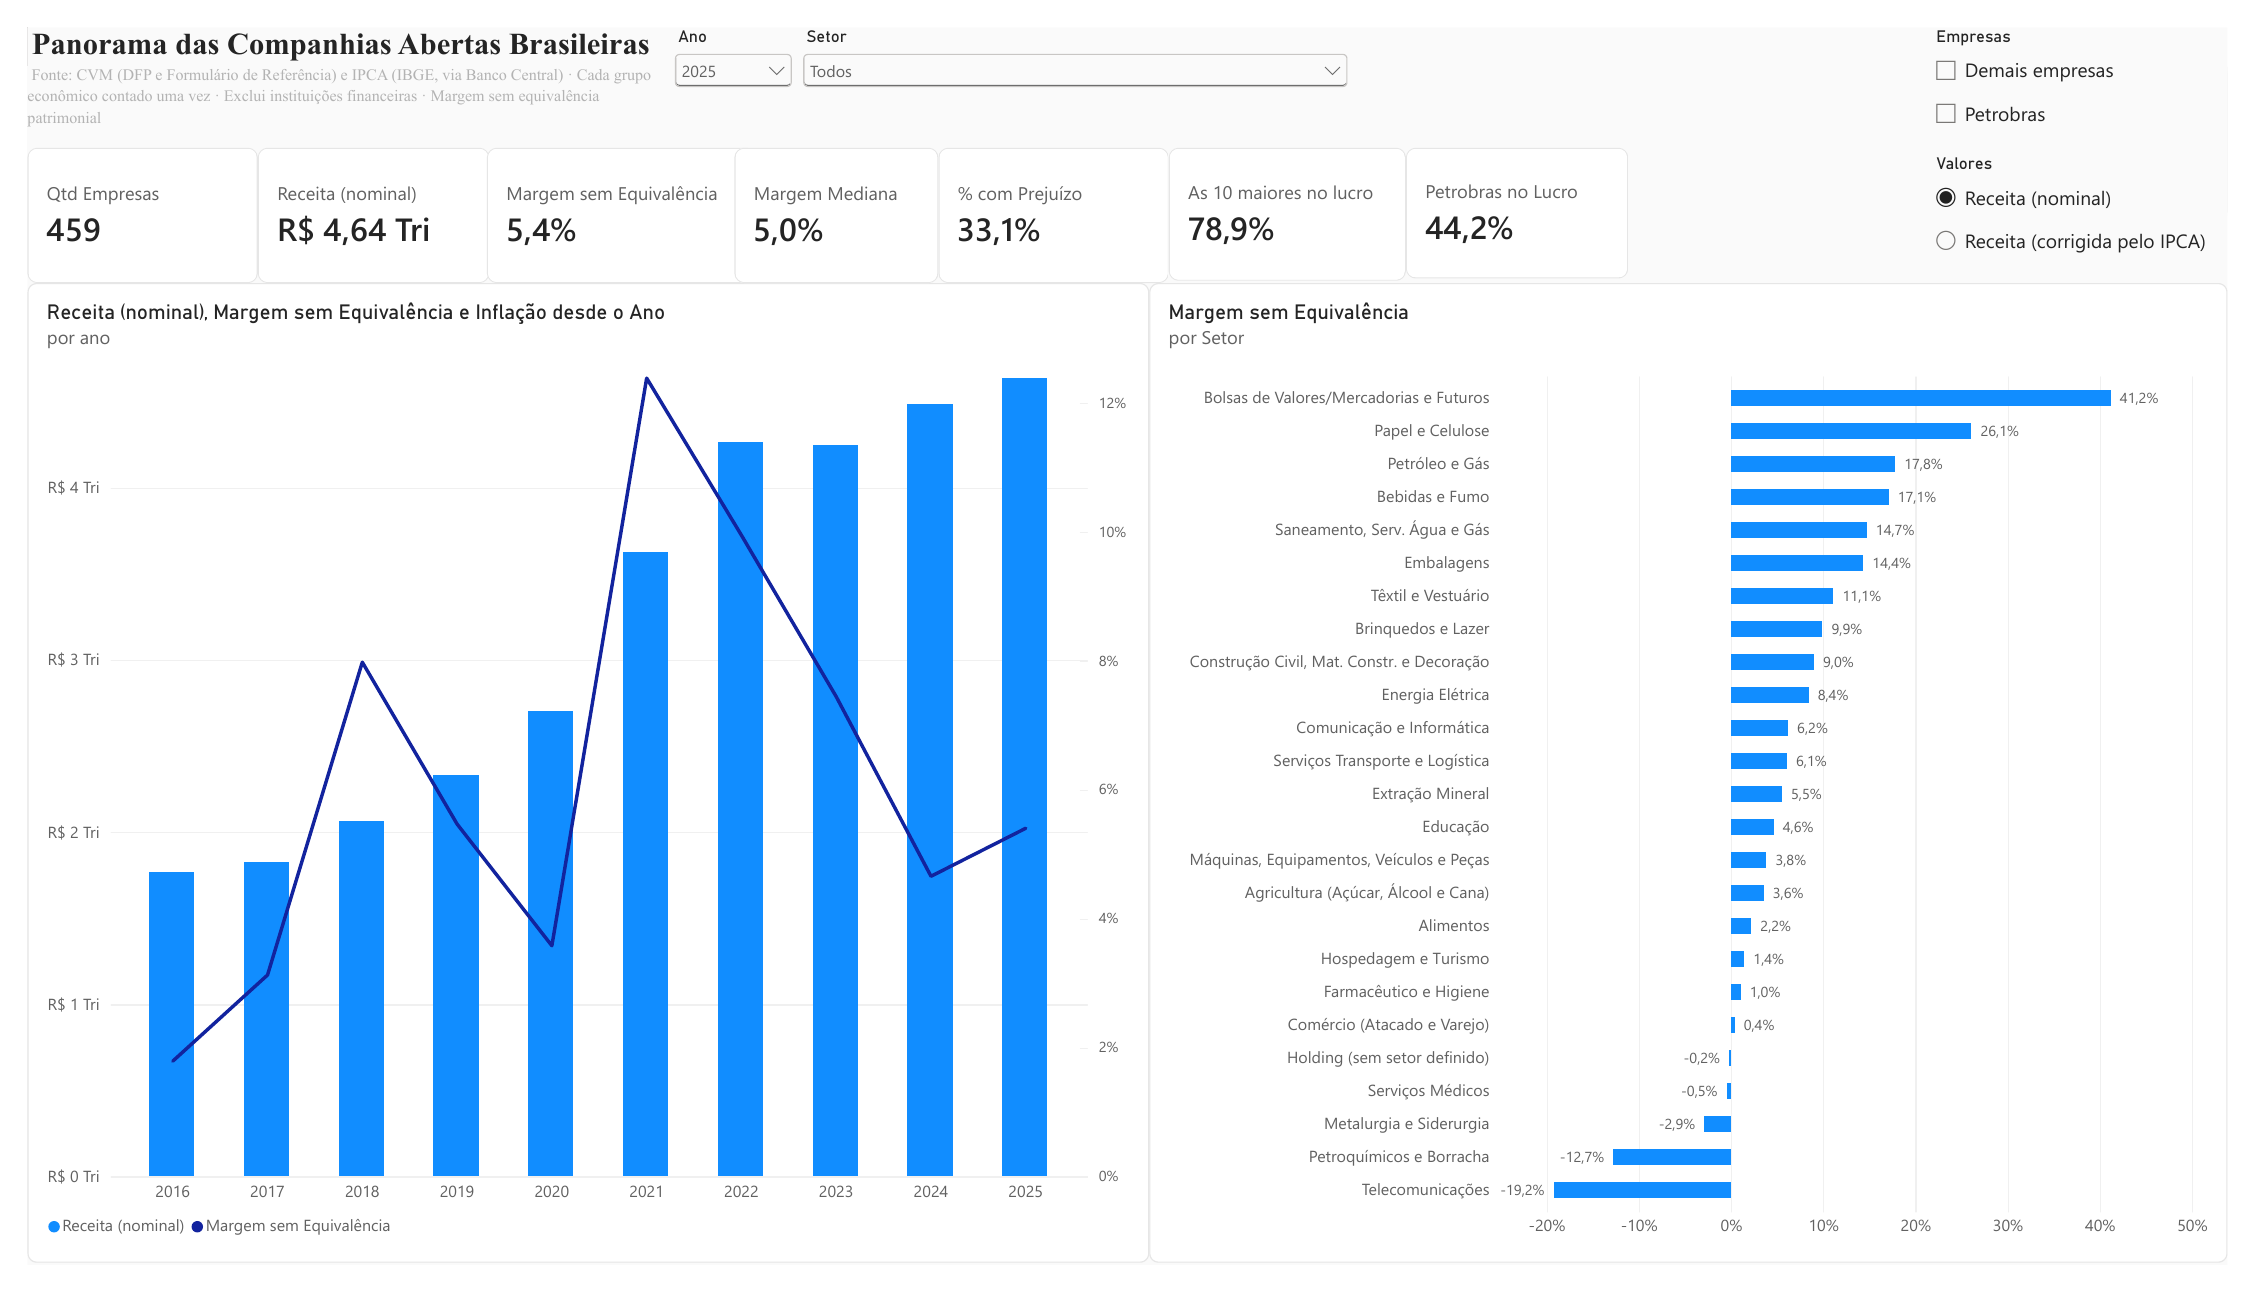 Panorama das Companhias Abertas Brasileiras
Fonte: CVM (DFP e Formulário de Referência) e IPCA (IBGE, via Banco Central) · Cada grupo
econômico contado uma vez · Exclui instituições financeiras · Margem sem equivalência
patrimonial
Ano
2025
Setor
Todos
Empresas
Demais empresas
Petrobras
Valores
Receita (nominal)
Receita (corrigida pelo IPCA)
Qtd Empresas
459
Receita (nominal)
R$ 4,64 Tri
Margem sem Equivalência
5,4%
Margem Mediana
5,0%
% com Prejuízo
33,1%
As 10 maiores no lucro
78,9%
Petrobras no Lucro
44,2%
Receita (nominal), Margem sem Equivalência e Inflação desde o Ano
por ano
R$ 4 Tri
R$ 3 Tri
R$ 2 Tri
R$ 1 Tri
R$ 0 Tri
12%
10%
8%
6%
4%
2%
0%
2016 2017 2018 2019 2020 2021 2022 2023 2024 2025
Receita (nominal) Margem sem Equivalência
Margem sem Equivalência
por Setor
Bolsas de Valores/Mercadorias e Futuros 41,2%
Papel e Celulose 26,1%
Petróleo e Gás 17,8%
Bebidas e Fumo 17,1%
Saneamento, Serv. Água e Gás 14,7%
Embalagens 14,4%
Têxtil e Vestuário 11,1%
Brinquedos e Lazer 9,9%
Construção Civil, Mat. Constr. e Decoração 9,0%
Energia Elétrica 8,4%
Comunicação e Informática 6,2%
Serviços Transporte e Logística 6,1%
Extração Mineral 5,5%
Educação 4,6%
Máquinas, Equipamentos, Veículos e Peças 3,8%
Agricultura (Açúcar, Álcool e Cana) 3,6%
Alimentos 2,2%
Hospedagem e Turismo 1,4%
Farmacêutico e Higiene 1,0%
Comércio (Atacado e Varejo) 0,4%
Holding (sem setor definido) -0,2%
Serviços Médicos -0,5%
Metalurgia e Siderurgia -2,9%
Petroquímicos e Borracha -12,7%
Telecomunicações -19,2%
-20% -10% 0% 10% 20% 30% 40% 50%